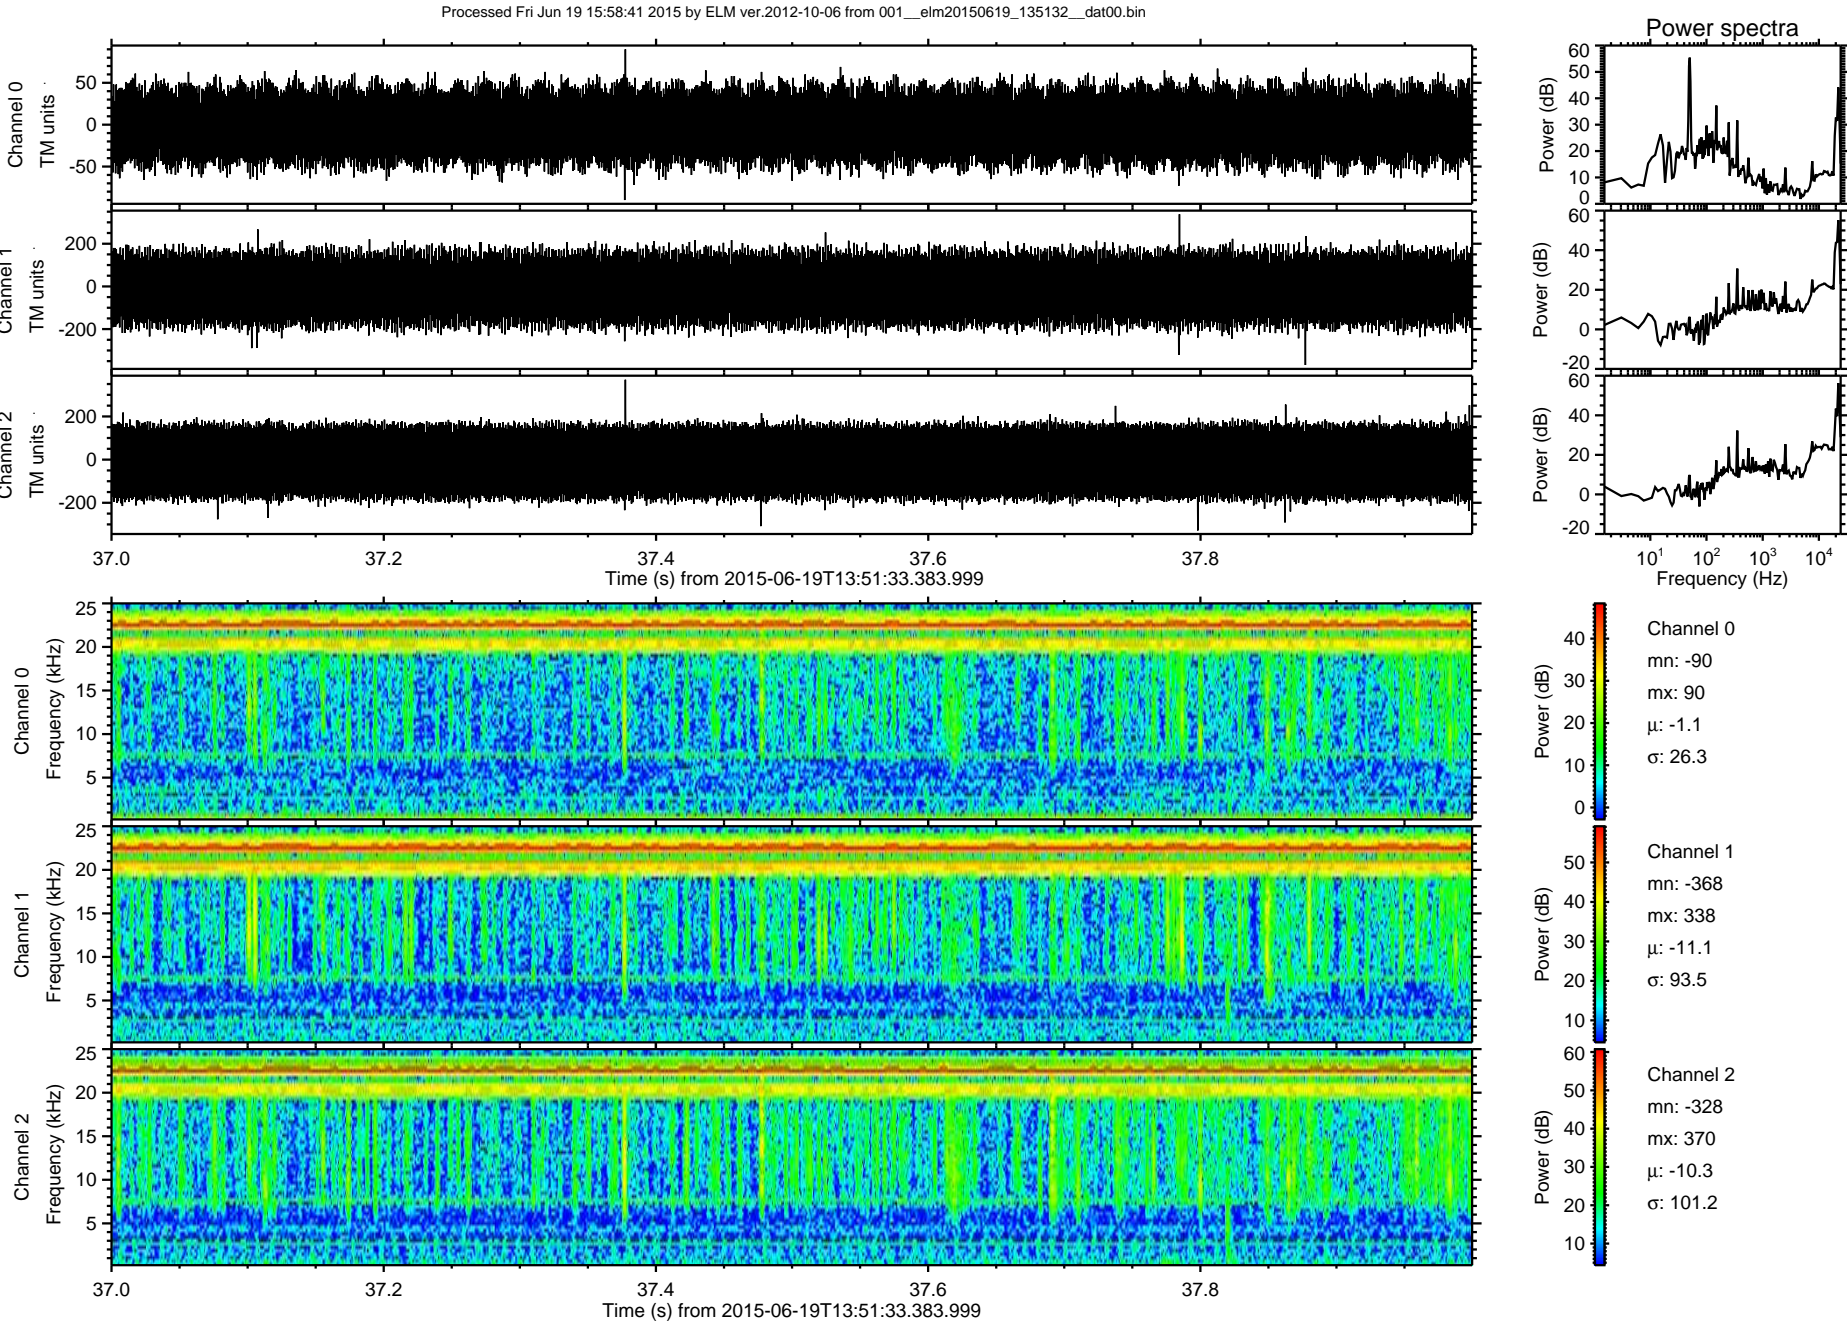 Processed Fri Jun 19 15:58:41 2015 by ELM ver.2012-10-06 from 001__elm20150619_135132__dat00.bin
Power spectra
Channel 0
TM units
50
0
-50
Power (dB)
60
50
40
30
20
10
0
Channel 1
TM units
200
0
-200
Power (dB)
60
40
20
0
-20
Channel 2
TM units
200
0
-200
Power (dB)
60
40
20
0
-20
37.0 37.2 37.4 37.6 37.8
Time (s) from 2015-06-19T13:51:33.383.999
10¹ 10² 10³ 10⁴
Frequency (Hz)
Channel 0
Frequency (kHz)
25
20
15
10
5
Power (dB)
40
30
20
10
0
Channel 0
mn: -90
mx: 90
μ: -1.1
σ: 26.3
Channel 1
Frequency (kHz)
25
20
15
10
5
Power (dB)
50
40
30
20
10
Channel 1
mn: -368
mx: 338
μ: -11.1
σ: 93.5
Channel 2
Frequency (kHz)
25
20
15
10
5
Power (dB)
60
50
40
30
20
10
Channel 2
mn: -328
mx: 370
μ: -10.3
σ: 101.2
37.0 37.2 37.4 37.6 37.8
Time (s) from 2015-06-19T13:51:33.383.999